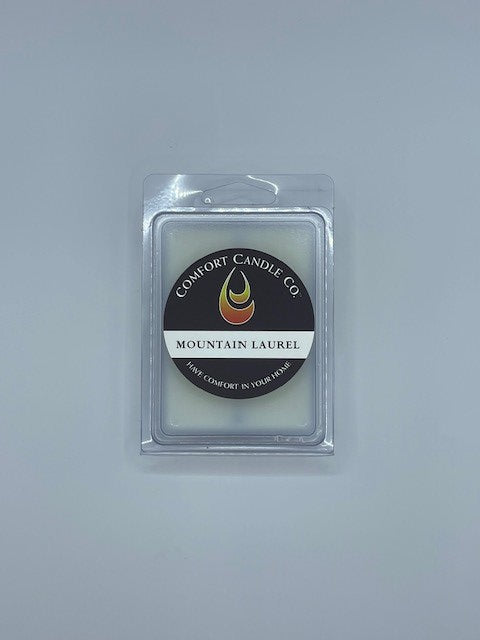 COMFORT CANDLE CO.
MOUNTAIN LAUREL
HAVE COMFORT IN YOUR HOME